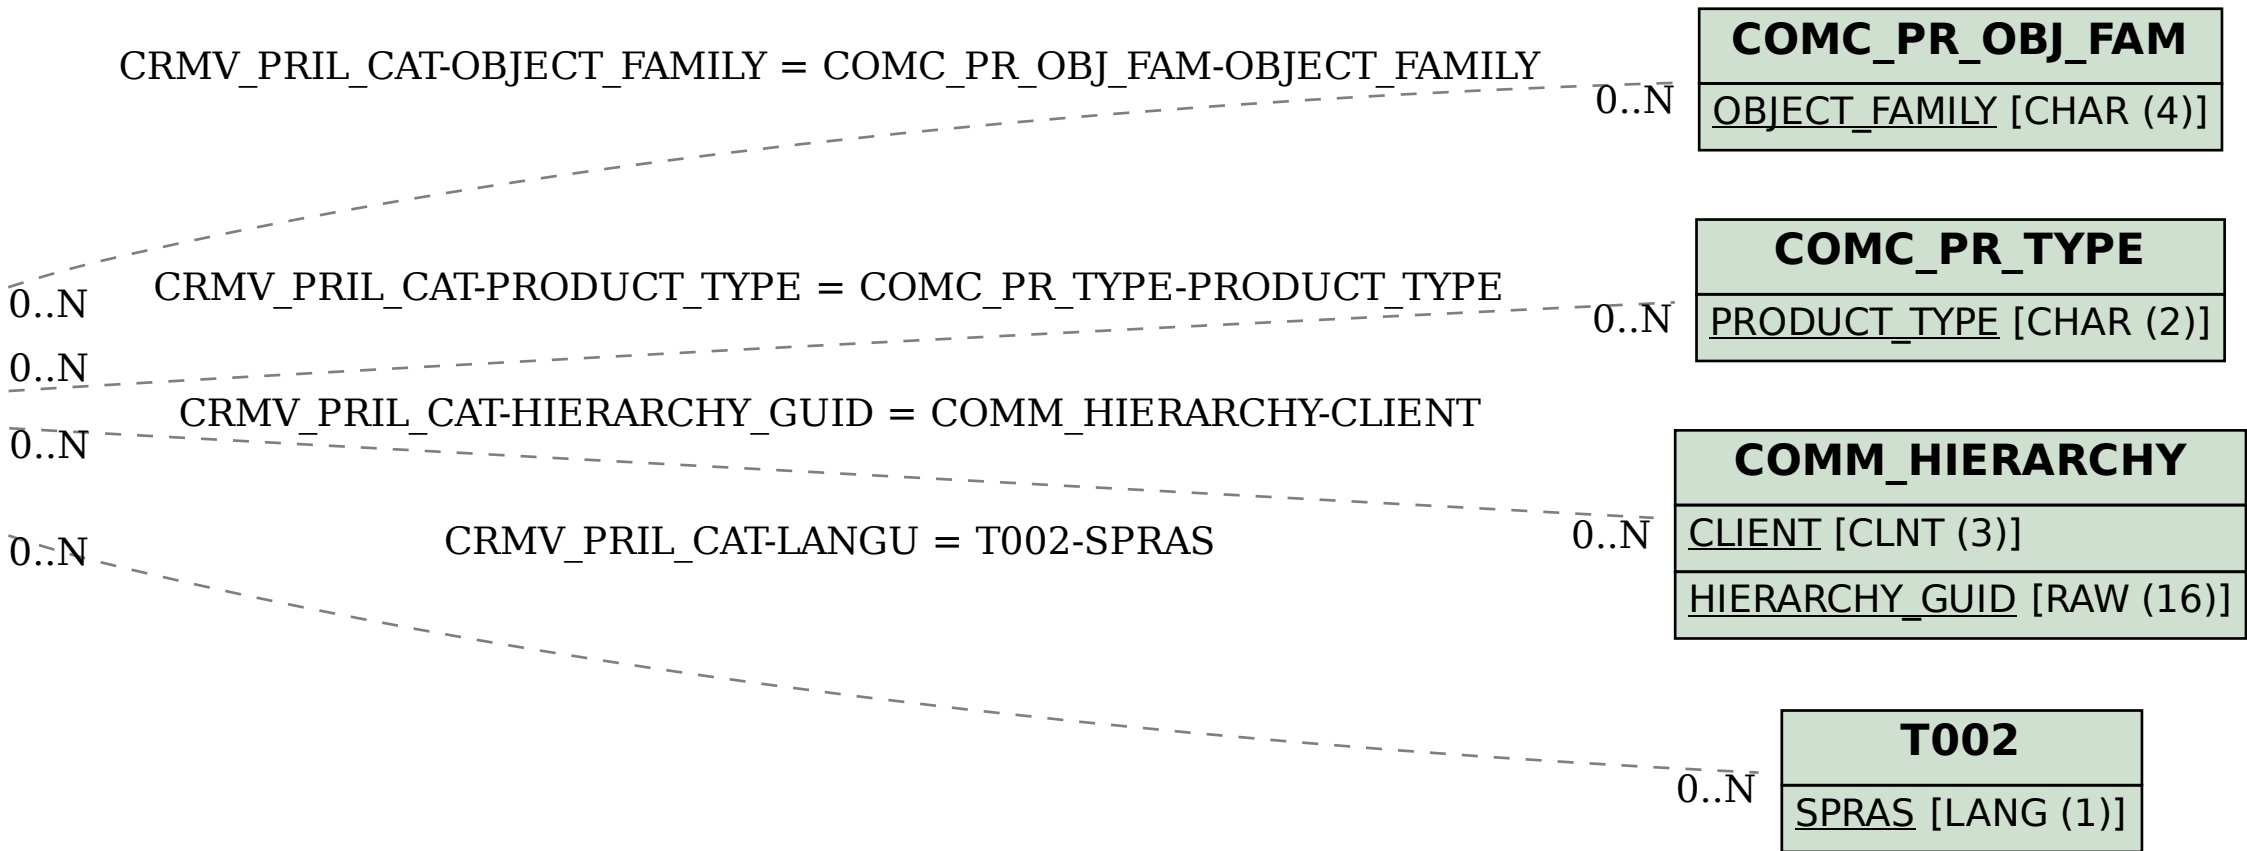 COMC_PR_OBJ_FAM
CRMV_PRIL_CAT-OBJECT_FAMILY = COMC_PR_OBJ_FAM-OBJECT_FAMILY
0..N
OBJECT_FAMILY [CHAR (4)]
COMC_PR_TYPE
CRMV_PRIL_CAT-PRODUCT_TYPE = COMC_PR_TYPE-PRODUCT_TYPE
0..N
0..N
PRODUCT_TYPE [CHAR (2)]
0..N
CRMV_PRIL_CAT-HIERARCHY_GUID = COMM_HIERARCHY-CLIENT
0..N
COMM_HIERARCHY
CLIENT [CLNT (3)]
0..N
CRMV_PRIL_CAT-LANGU = T002-SPRAS
0..N
HIERARCHY_GUID [RAW (16)]
T002
0..N
SPRAS [LANG (1)]